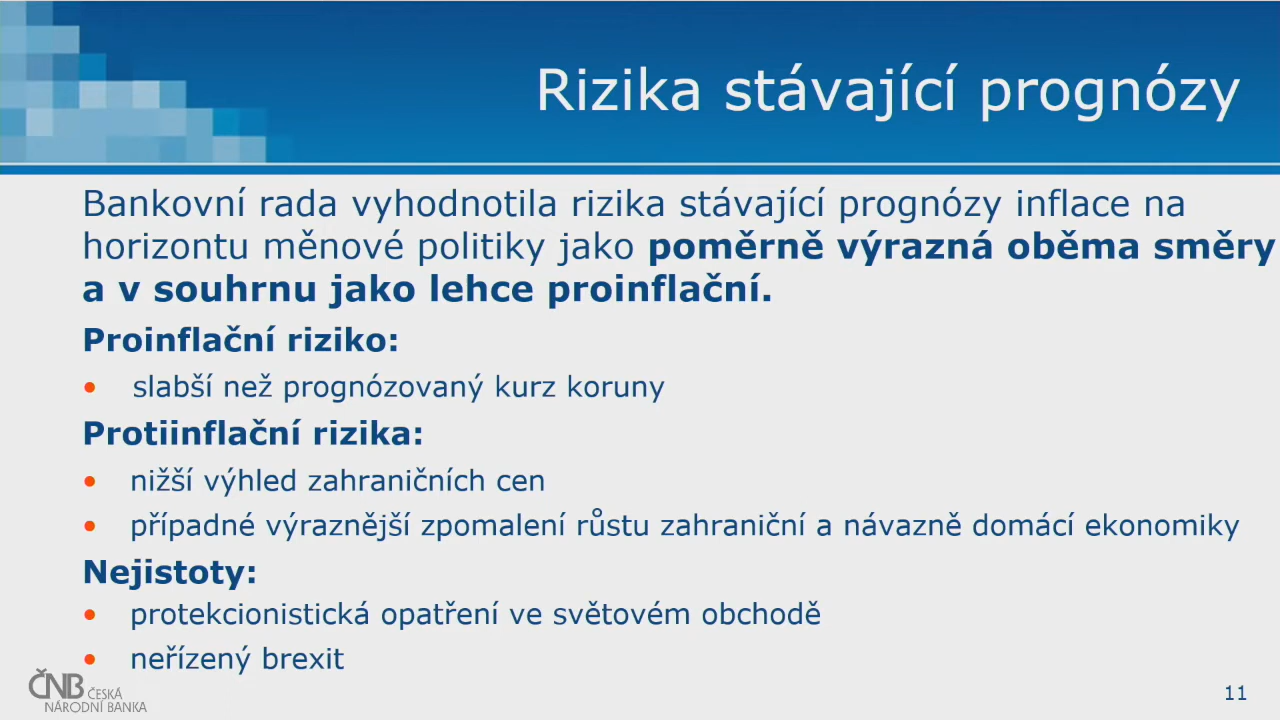 Rizika stávající prognózy
Bankovní rada vyhodnotila rizika stávající prognózy inflace na
horizontu měnové politiky jako poměrně výrazná oběma směry
a v souhrnu jako lehce proinflační.
Proinflační riziko:
• slabší než prognózovaný kurz koruny
Protiinflační rizika:
• nižší výhled zahraničních cen
• případné výraznější zpomalení růstu zahraniční a návazně domácí ekonomiky
Nejistoty:
• protekcionistická opatření ve světovém obchodě
• neřízený brexit
ČNB ČESKÁ
NÁRODNÍ BANKA
11